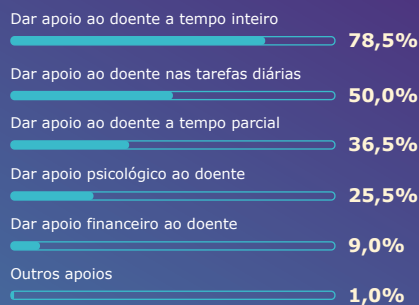 Dar apoio ao doente a tempo inteiro
78,5%
Dar apoio ao doente nas tarefas diárias
50,0%
Dar apoio ao doente a tempo parcial
36,5%
Dar apoio psicológico ao doente
25,5%
Dar apoio financeiro ao doente
9,0%
Outros apoios
1,0%